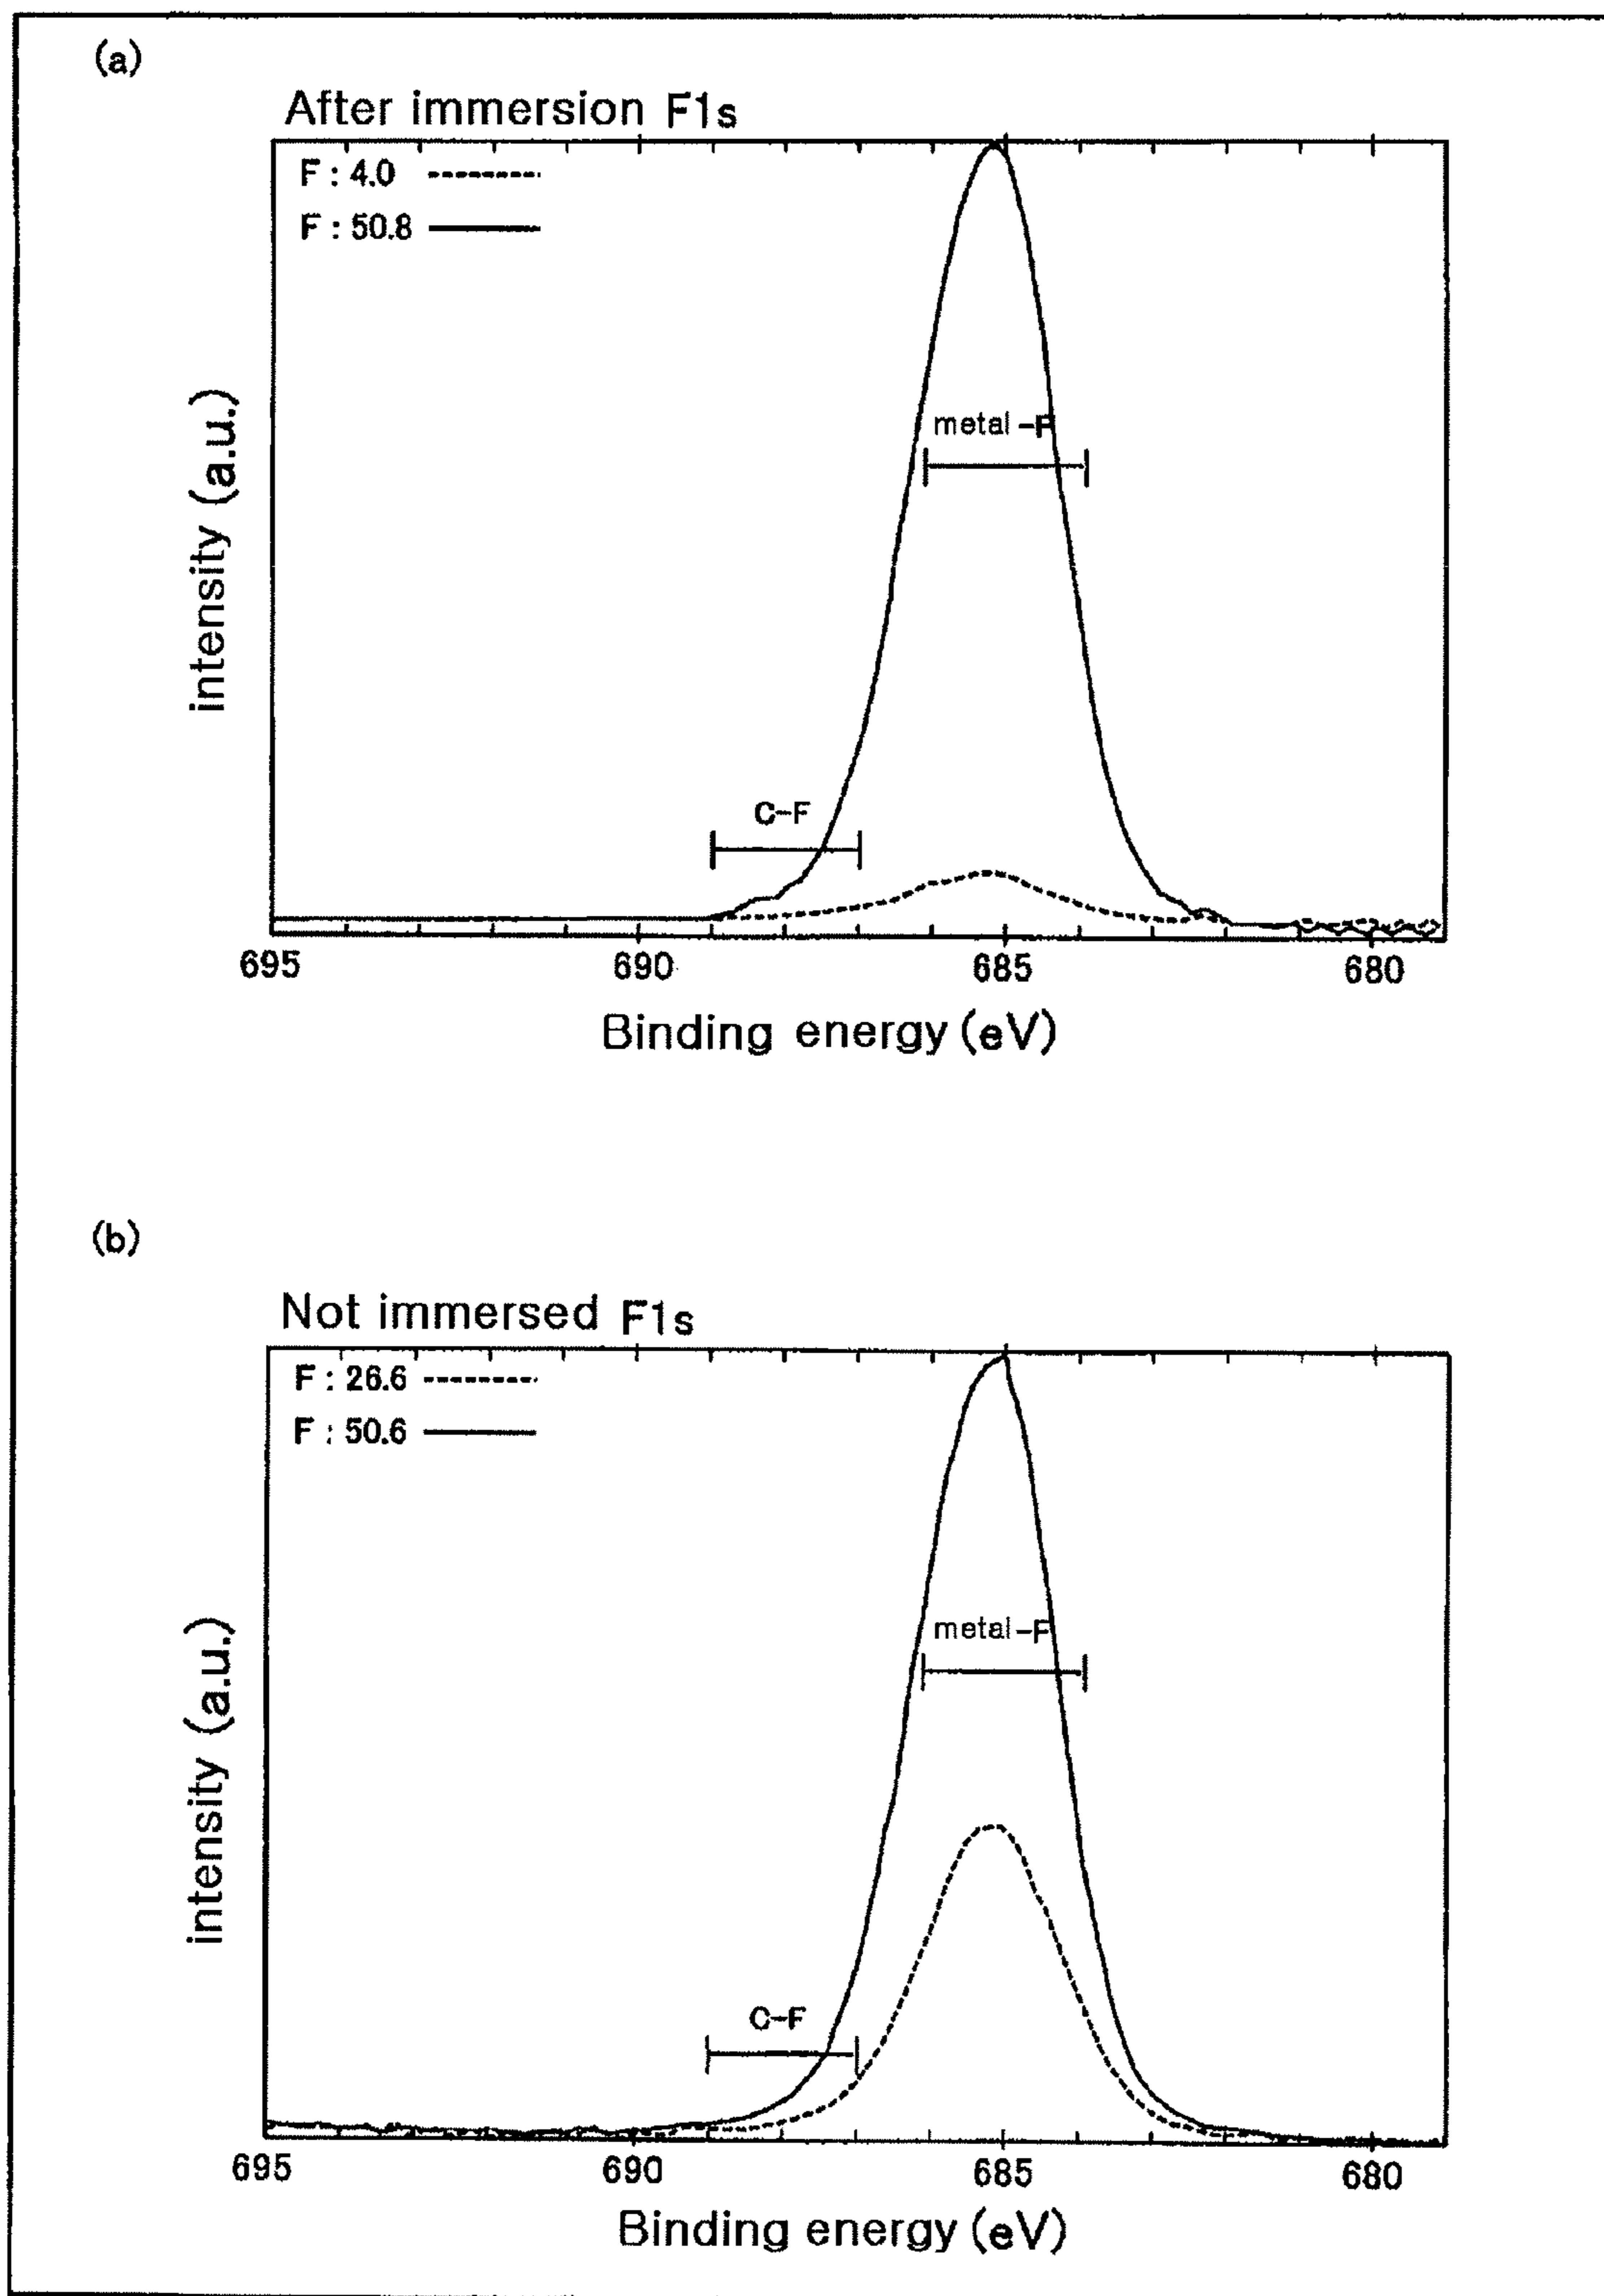 (a)
After immersion F1s
F : 4.0
F : 50.8
metal-F
C-F
intensity (a.u.)
695 690 685 680
Binding energy (eV)
(b)
Not immersed F1s
F : 26.6
F : 50.6
metal-F
C-F
intensity (a.u.)
695 690 685 680
Binding energy (eV)